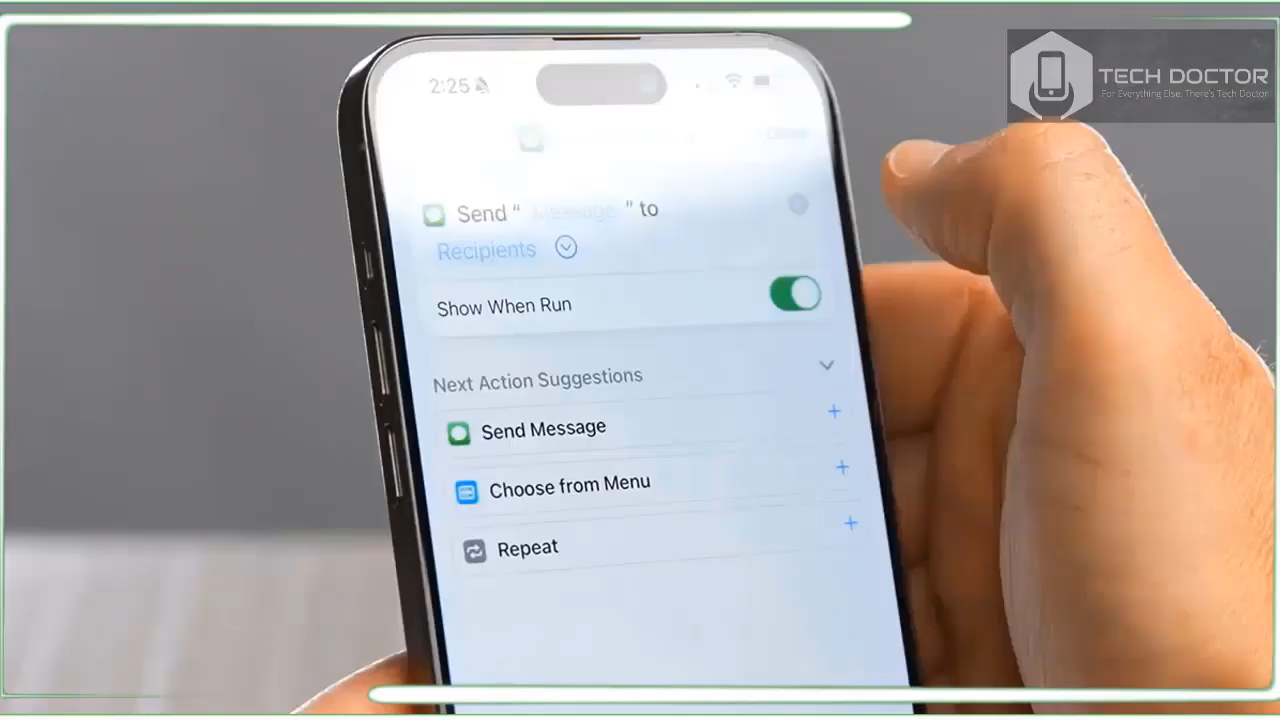 TECH DOCTOR
For Everything Else, There's Tech Doctor
2:25
Send “ Message ” to
Recipients
Show When Run
Next Action Suggestions
Send Message
Choose from Menu
Repeat